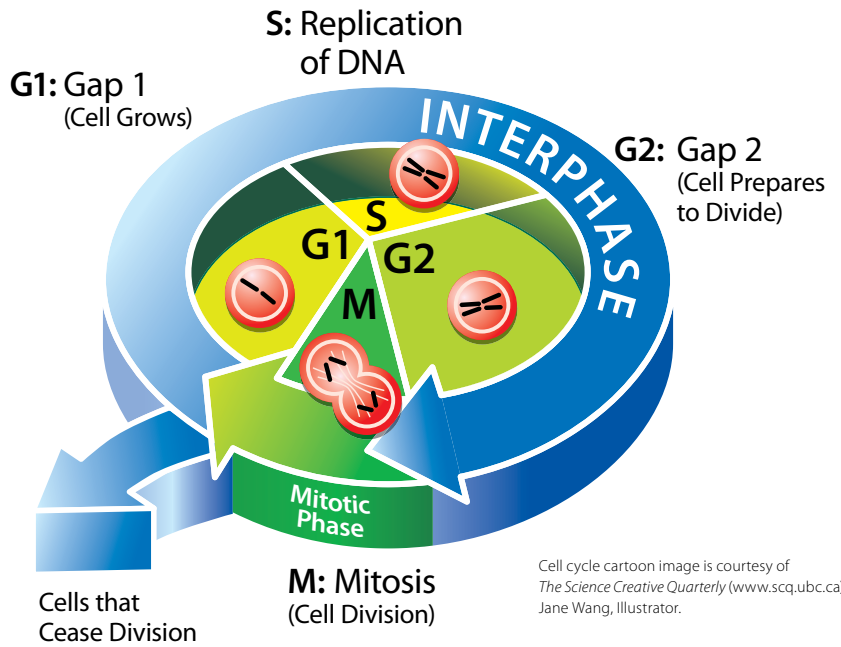 S: Replication
of DNA
G1: Gap 1
(Cell Grows)
INTERPHASE
G2: Gap 2
(Cell Prepares
to Divide)
S
G1
G2
M
Mitotic
Phase
M: Mitosis
(Cell Division)
Cells that
Cease Division
Cell cycle cartoon image is courtesy of
The Science Creative Quarterly (www.scq.ubc.ca)
Jane Wang, Illustrator.